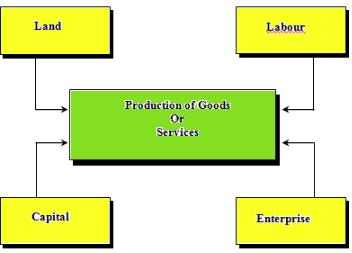 Land
Labour
Production of Goods
Or
Services
Capital
Enterprise